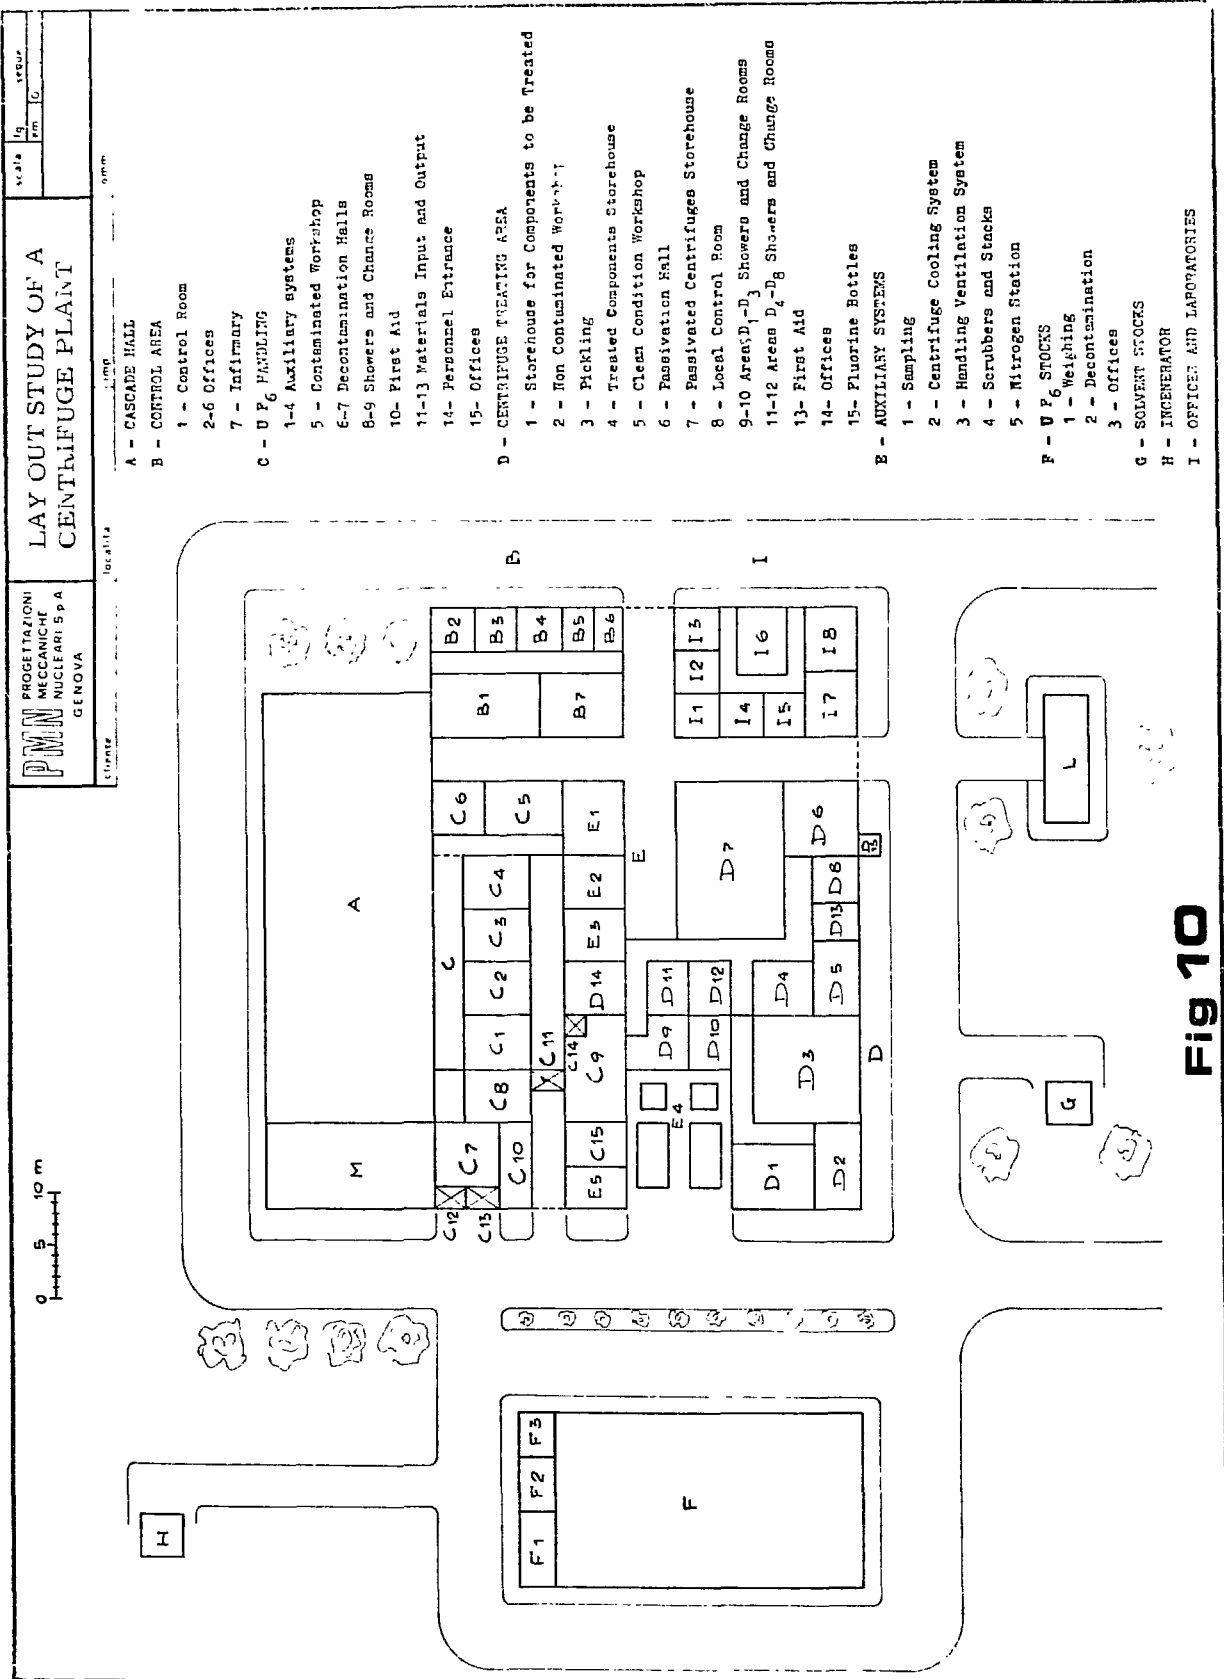 PMN PROGETTAZIONI
MECCANICHE
NUCLEARI S.p.A
GENOVA
LAY OUT STUDY OF A
CENTRIFUGE PLANT
scala
cliente
localita
0 5 10 m
A - CASCADE HALL
B - CONTROL AREA
1 - Control Room
2-6 Offices
7 - Infirmary
C - U F6 HANDLING
1-4 Auxiliary systems
5 - Contaminated Workshop
6-7 Decontamination Halls
8-9 Showers and Change Rooms
10- First Aid
11-13 Materials Input and Output
14- Personnel Entrance
15- Offices
D - CENTRIFUGE TREATING AREA
1 - Storehouse for Components to be Treated
2 - Non Contaminated Workshop
3 - Pickling
4 - Treated Components Storehouse
5 - Clean Condition Workshop
6 - Passivation Hall
7 - Passivated Centrifuges Storehouse
8 - Local Control Room
9-10 Areas D1-D3 Showers and Change Rooms
11-12 Areas D4-D8 Showers and Change Rooms
13- First Aid
14- Offices
15- Fluorine Bottles
E - AUXILIARY SYSTEMS
1 - Sampling
2 - Centrifuge Cooling System
3 - Handling Ventilation System
4 - Scrubbers and Stacks
5 - Nitrogen Station
F - U F6 STOCKS
1 - Weighing
2 - Decontamination
3 - Offices
G - SOLVENT STOCKS
H - INCENERATOR
I - OFFICES AND LABORATORIES
M
A
B2
B3
B4
B5
B6
B
B1
B7
C6
C5
C
C4
C3
C2
C1
C8
C7
C10
C12
C13
C11
C14
C9
C15
E5
D14
E3
E2
E1
E
E4
D11
D12
D9
D10
D7
D6
D15
D8
D13
D5
D4
D3
D1
D2
D
I
I1
I2
I3
I4
I5
I6
I7
I8
H
F1
F2
F3
F
G
L
Fig 10